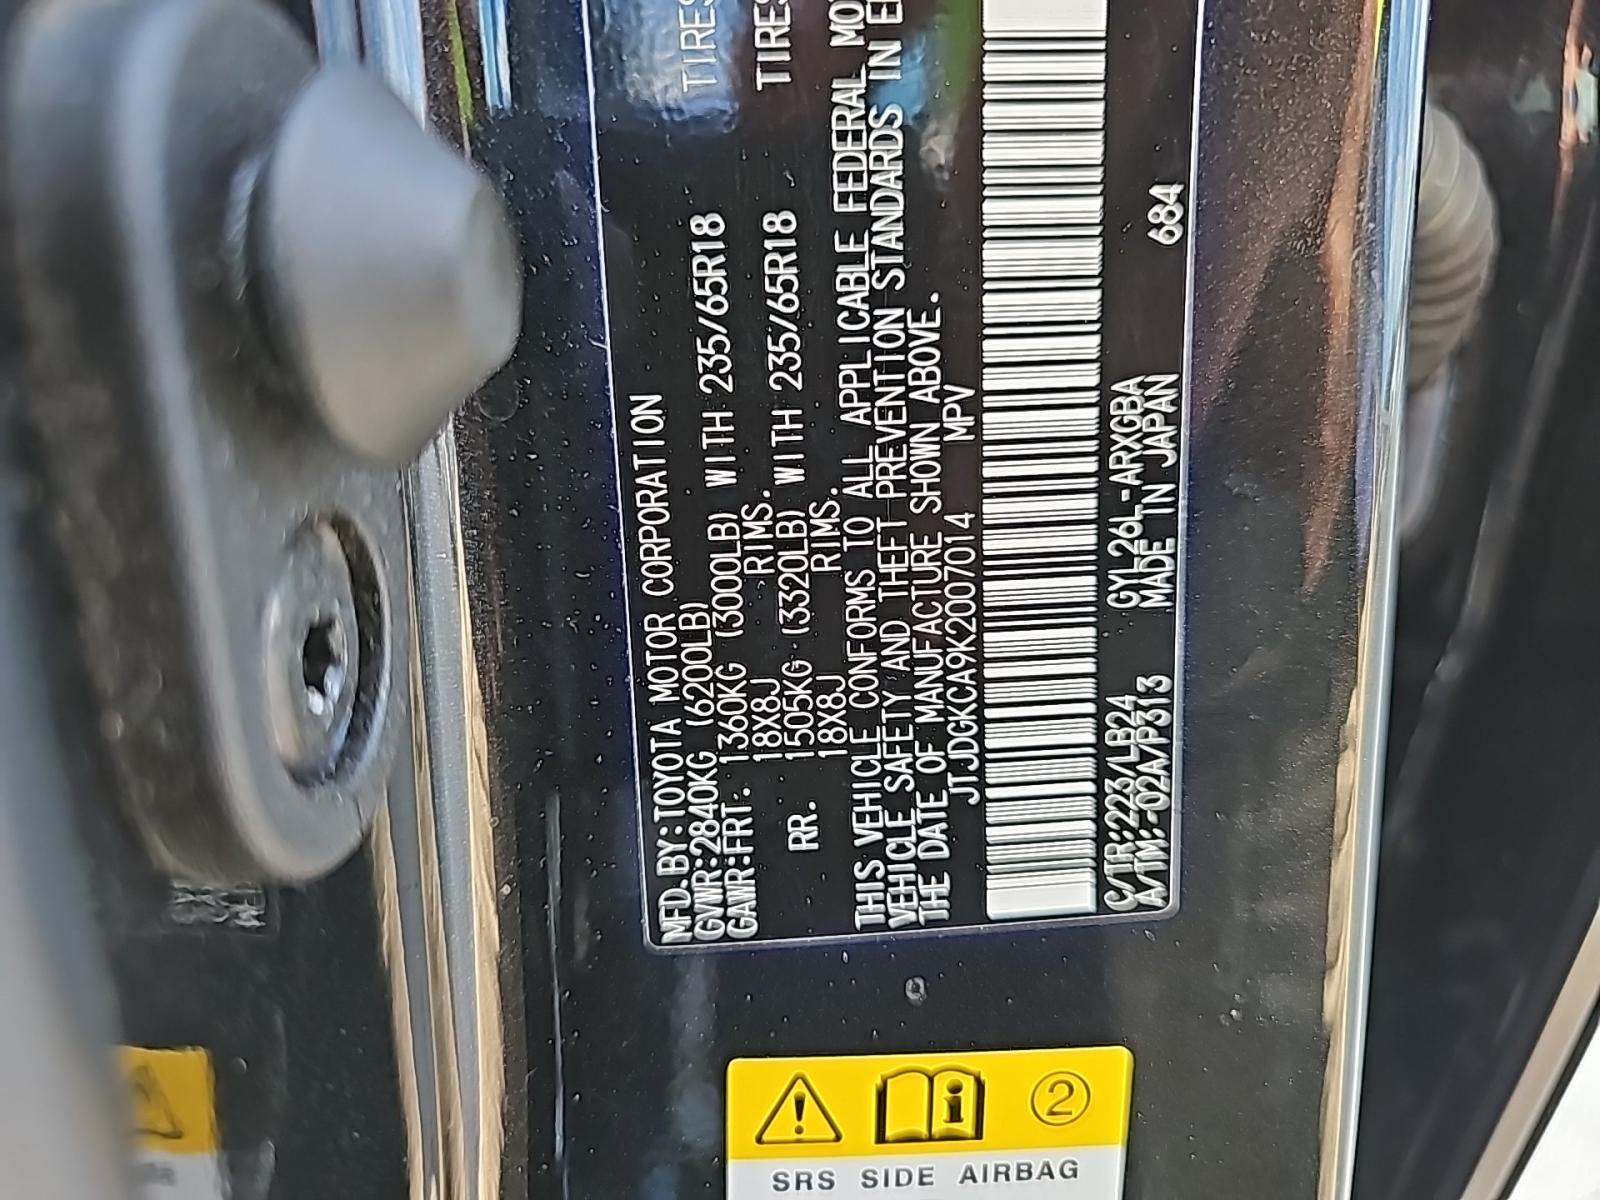 MFD.BY:TOYOTA MOTOR CORPORATION
GVWR:2840KG (6200LB)
GAWR:FRT. 1360KG (3000LB) WITH 235/65R18 TIRES
18X8J RIMS.
RR. 1505KG (3320LB) WITH 235/65R18 TIRES
18X8J RIMS.
THIS VEHICLE CONFORMS TO ALL APPLICABLE FEDERAL MO
VEHICLE SAFETY AND THEFT PREVENTION STANDARDS IN
THE DATE OF MANUFACTURE SHOWN ABOVE.
JTJDGKCA9K2007014 MPV
C/TR:223/LB24 GYL26L-ARXGBA 684
A/TM:-02A/P313 MADE IN JAPAN
2
SRS SIDE AIRBAG